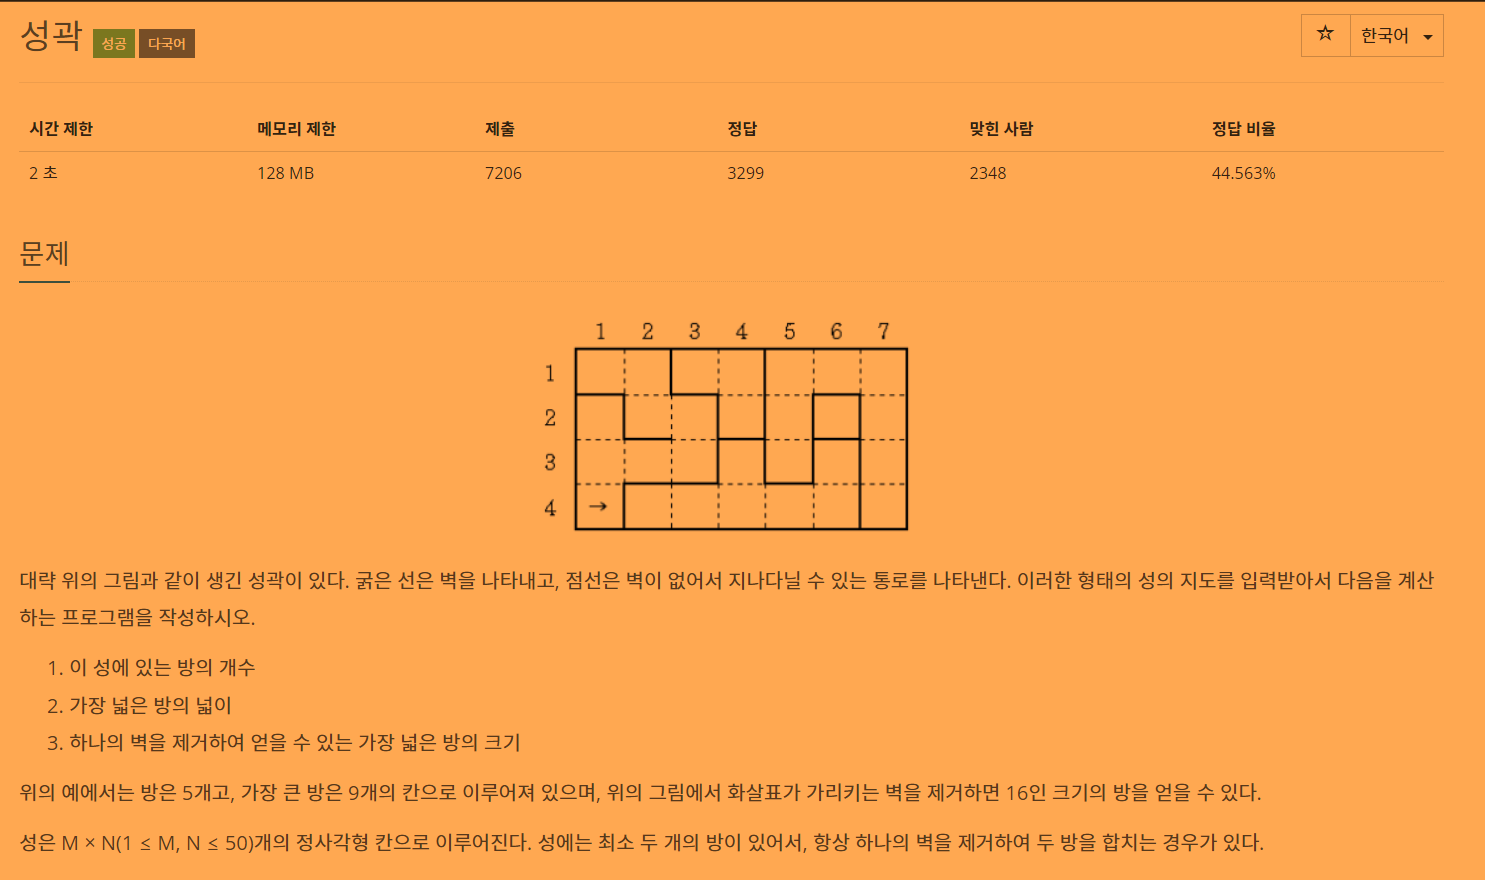 성곽 성공 다국어 ☆ 한국어
시간 제한 메모리 제한 제출 정답 맞힌 사람 정답 비율
2 초 128 MB 7206 3299 2348 44.563%
문제
1 2 3 4 5 6 7
1
2
3
4 →
대략 위의 그림과 같이 생긴 성곽이 있다. 굵은 선은 벽을 나타내고, 점선은 벽이 없어서 지나다닐 수 있는 통로를 나타낸다. 이러한 형태의 성의 지도를 입력받아서 다음을 계산
하는 프로그램을 작성하시오.
1. 이 성에 있는 방의 개수
2. 가장 넓은 방의 넓이
3. 하나의 벽을 제거하여 얻을 수 있는 가장 넓은 방의 크기
위의 예에서는 방은 5개고, 가장 큰 방은 9개의 칸으로 이루어져 있으며, 위의 그림에서 화살표가 가리키는 벽을 제거하면 16인 크기의 방을 얻을 수 있다.
성은 M × N(1 ≤ M, N ≤ 50)개의 정사각형 칸으로 이루어진다. 성에는 최소 두 개의 방이 있어서, 항상 하나의 벽을 제거하여 두 방을 합치는 경우가 있다.